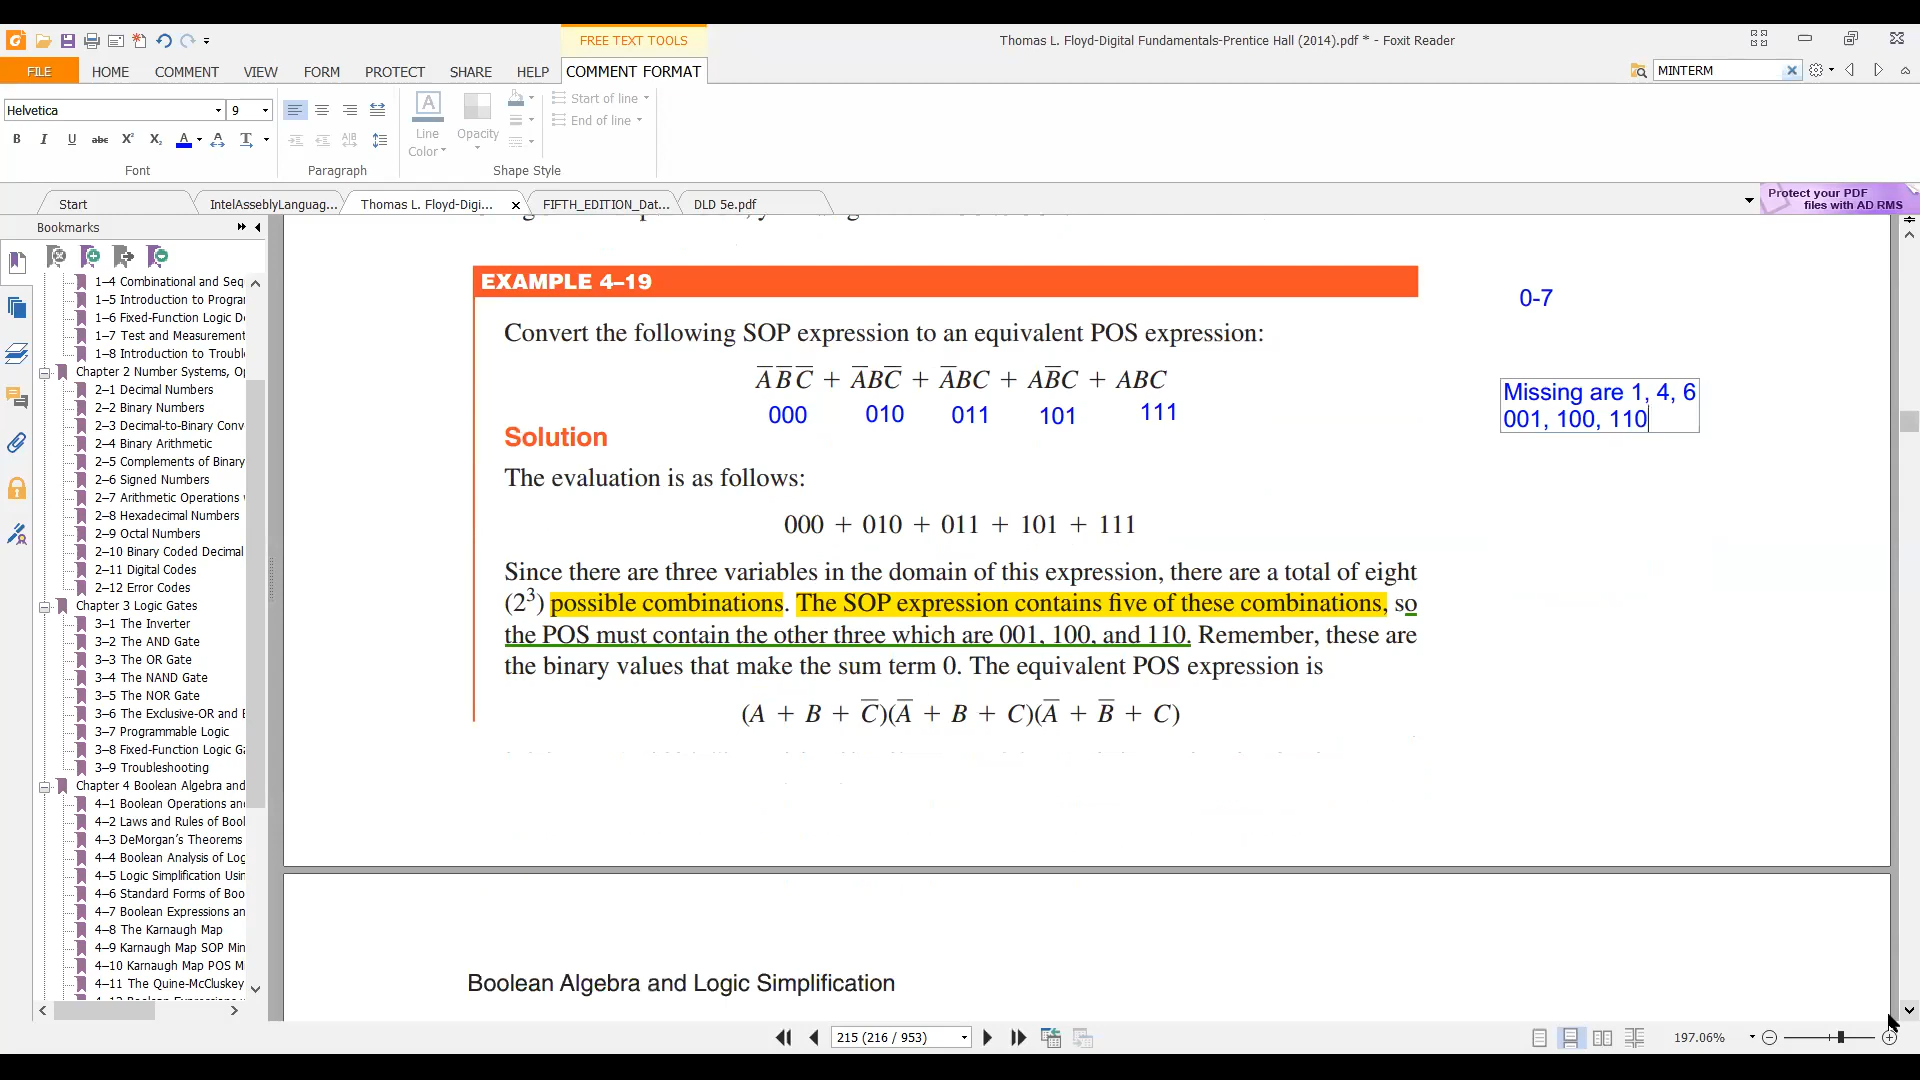 FREE TEXT TOOLS
Thomas L. Floyd-Digital Fundamentals-Prentice Hall (2014).pdf * - Foxit Reader
FILE HOME COMMENT VIEW FORM PROTECT SHARE HELP COMMENT FORMAT
MINTERM
Helvetica 9
Start of line
End of line
Line Color
Opacity
Font Paragraph Shape Style
Start IntelAsseblyLanguag... Thomas L. Floyd-Digi... FIFTH_EDITION_Dat... DLD 5e.pdf
Protect your PDF
files with AD RMS
Bookmarks
1–4 Combinational and Seq
1–5 Introduction to Progra
1–6 Fixed-Function Logic D
1–7 Test and Measurement
1–8 Introduction to Troubl
Chapter 2 Number Systems, Op
2–1 Decimal Numbers
2–2 Binary Numbers
2–3 Decimal-to-Binary Conv
2–4 Binary Arithmetic
2–5 Complements of Binary
2–6 Signed Numbers
2–7 Arithmetic Operations
2–8 Hexadecimal Numbers
2–9 Octal Numbers
2–10 Binary Coded Decimal
2–11 Digital Codes
2–12 Error Codes
Chapter 3 Logic Gates
3–1 The Inverter
3–2 The AND Gate
3–3 The OR Gate
3–4 The NAND Gate
3–5 The NOR Gate
3–6 The Exclusive-OR and E
3–7 Programmable Logic
3–8 Fixed-Function Logic Ga
3–9 Troubleshooting
Chapter 4 Boolean Algebra and
4–1 Boolean Operations and
4–2 Laws and Rules of Bool
4–3 DeMorgan's Theorems
4–4 Boolean Analysis of Log
4–5 Logic Simplification Usin
4–6 Standard Forms of Boo
4–7 Boolean Expressions an
4–8 The Karnaugh Map
4–9 Karnaugh Map SOP Min
4–10 Karnaugh Map POS M
4–11 The Quine-McCluskey
EXAMPLE 4–19
0-7
Convert the following SOP expression to an equivalent POS expression:
A̅ B̅ C̅ + A̅BC̅ + A̅BC + AB̅C + ABC
000 010 011 101 111
Missing are 1, 4, 6
001, 100, 110
Solution
The evaluation is as follows:
000 + 010 + 011 + 101 + 111
Since there are three variables in the domain of this expression, there are a total of eight
(2³) possible combinations. The SOP expression contains five of these combinations, so
the POS must contain the other three which are 001, 100, and 110. Remember, these are
the binary values that make the sum term 0. The equivalent POS expression is
(A + B + C̅)(A̅ + B + C)(A̅ + B̅ + C)
Boolean Algebra and Logic Simplification
215 (216 / 953)
197.06%